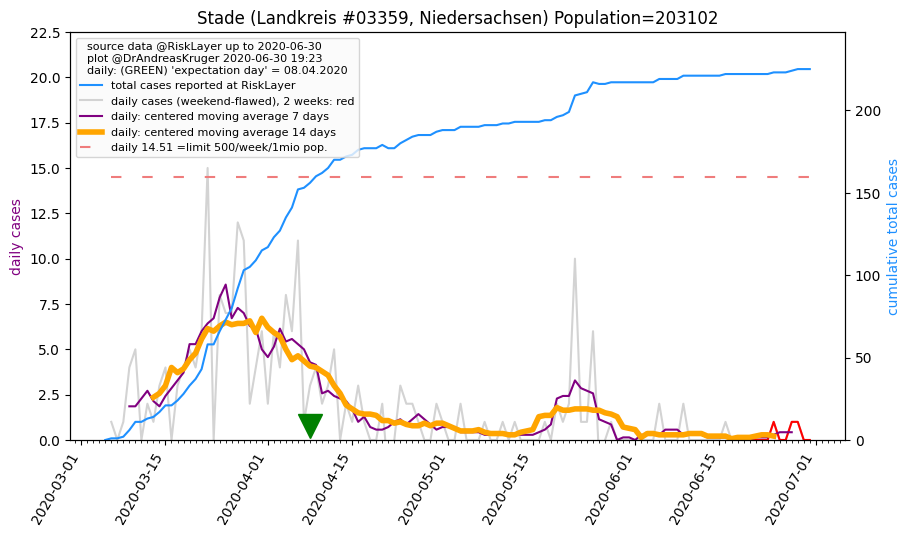 Stade (Landkreis #03359, Niedersachsen) Population=203102
source data @RiskLayer up to 2020-06-30
plot @DrAndreasKruger 2020-06-30 19:23
daily: (GREEN) 'expectation day' = 08.04.2020
total cases reported at RiskLayer
daily cases (weekend-flawed), 2 weeks: red
daily: centered moving average 7 days
daily: centered moving average 14 days
daily 14.51 =limit 500/week/1mio pop.
daily cases
22.5
20.0
17.5
15.0
12.5
10.0
7.5
5.0
2.5
0.0
cumulative total cases
200
150
100
50
0
2020-03-01
2020-03-15
2020-04-01
2020-04-15
2020-05-01
2020-05-15
2020-06-01
2020-06-15
2020-07-01